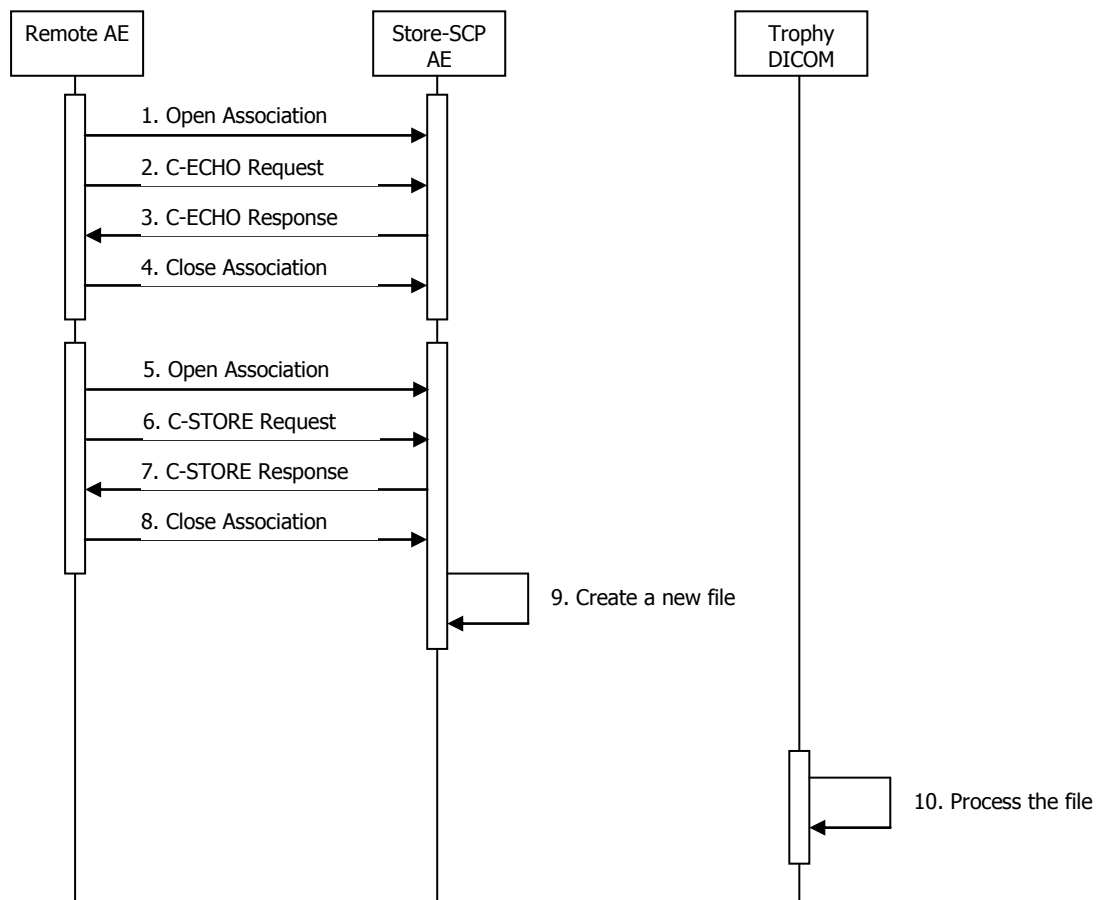 Remote AE
Store-SCP
AE
Trophy
DICOM
1. Open Association
2. C-ECHO Request
3. C-ECHO Response
4. Close Association
5. Open Association
6. C-STORE Request
7. C-STORE Response
8. Close Association
9. Create a new file
10. Process the file